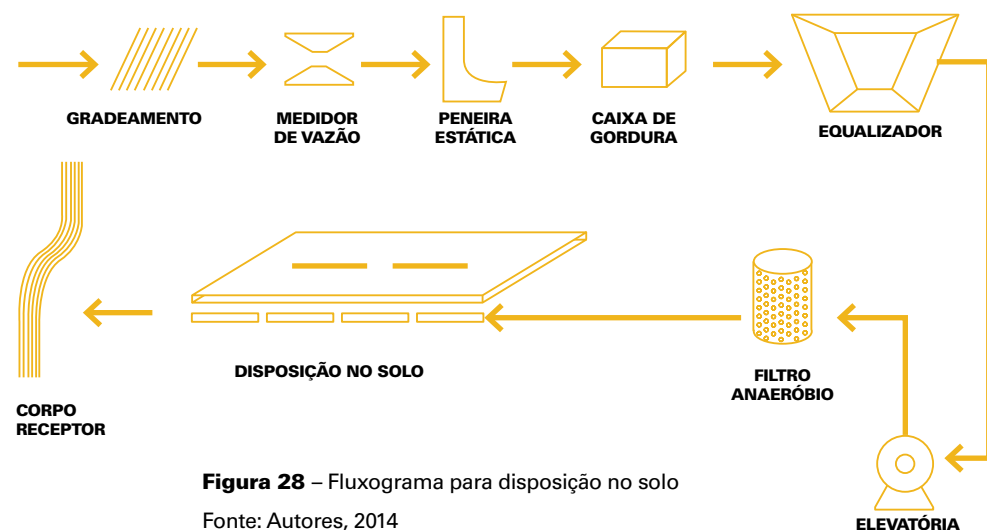 GRADEAMENTO
MEDIDOR
DE VAZÃO
PENEIRA
ESTÁTICA
CAIXA DE
GORDURA
EQUALIZADOR
DISPOSIÇÃO NO SOLO
FILTRO
ANAERÓBIO
CORPO
RECEPTOR
ELEVATÓRIA
Figura 28 – Fluxograma para disposição no solo
Fonte: Autores, 2014